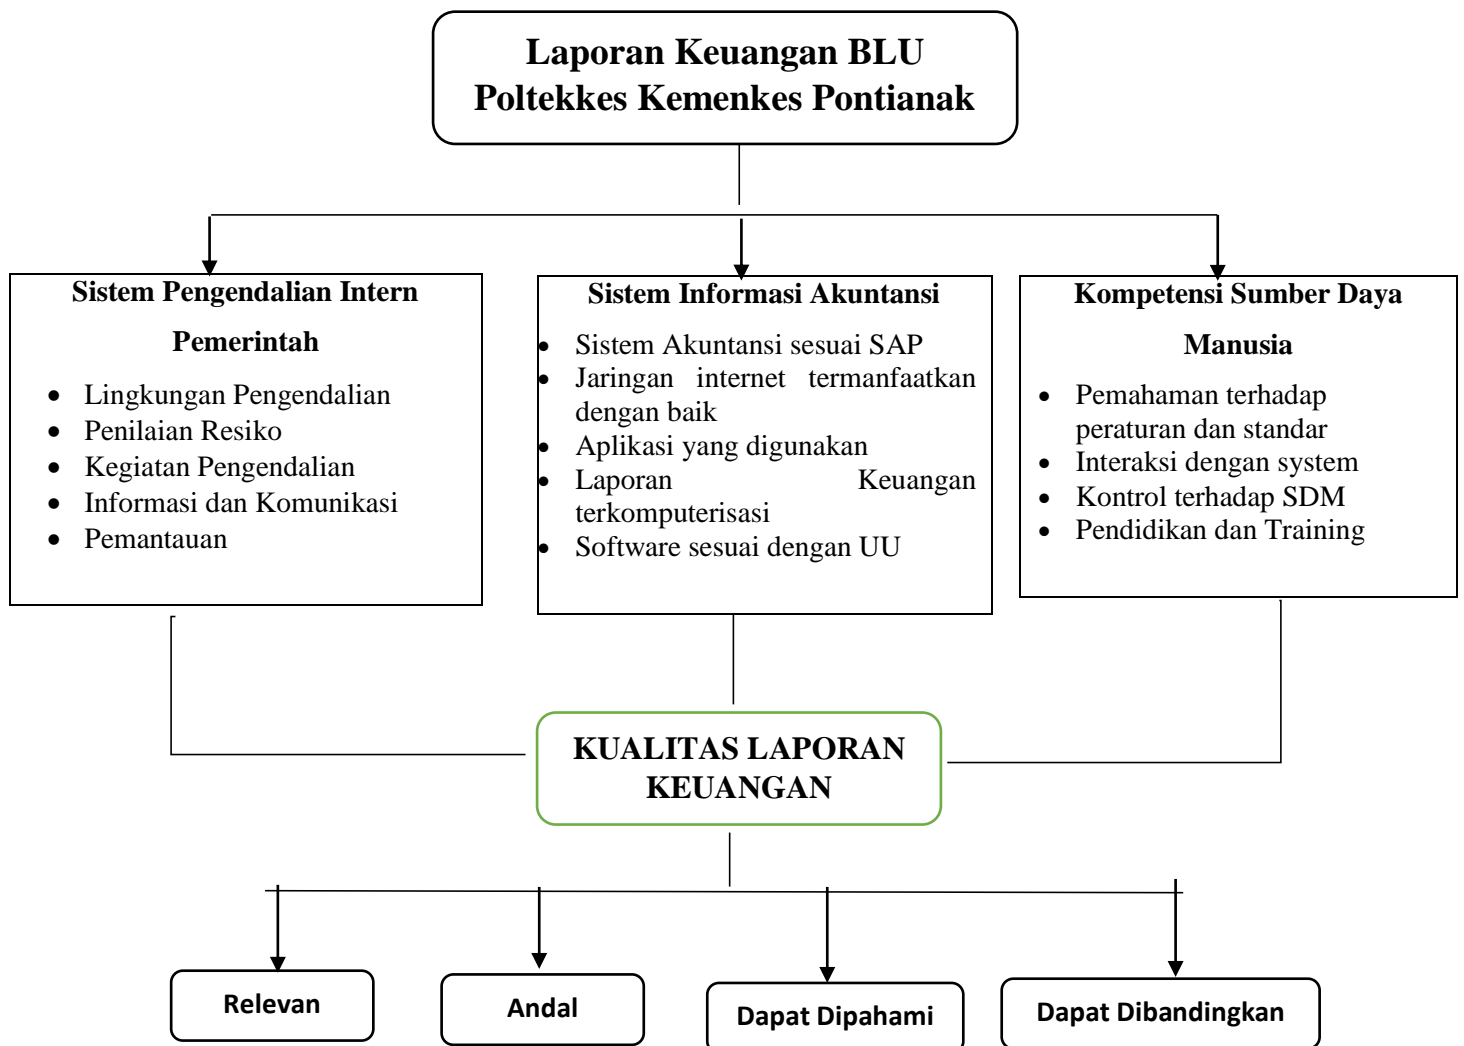 Laporan Keuangan BLU
Poltekkes Kemenkes Pontianak
Sistem Pengendalian Intern
Pemerintah
• Lingkungan Pengendalian
• Penilaian Resiko
• Kegiatan Pengendalian
• Informasi dan Komunikasi
• Pemantauan
Sistem Informasi Akuntansi
• Sistem Akuntansi sesuai SAP
• Jaringan internet termanfaatkan
dengan baik
• Aplikasi yang digunakan
• Laporan Keuangan
terkomputerisasi
• Software sesuai dengan UU
Kompetensi Sumber Daya
Manusia
• Pemahaman terhadap
peraturan dan standar
• Interaksi dengan system
• Kontrol terhadap SDM
• Pendidikan dan Training
KUALITAS LAPORAN
KEUANGAN
Relevan
Andal
Dapat Dipahami
Dapat Dibandingkan